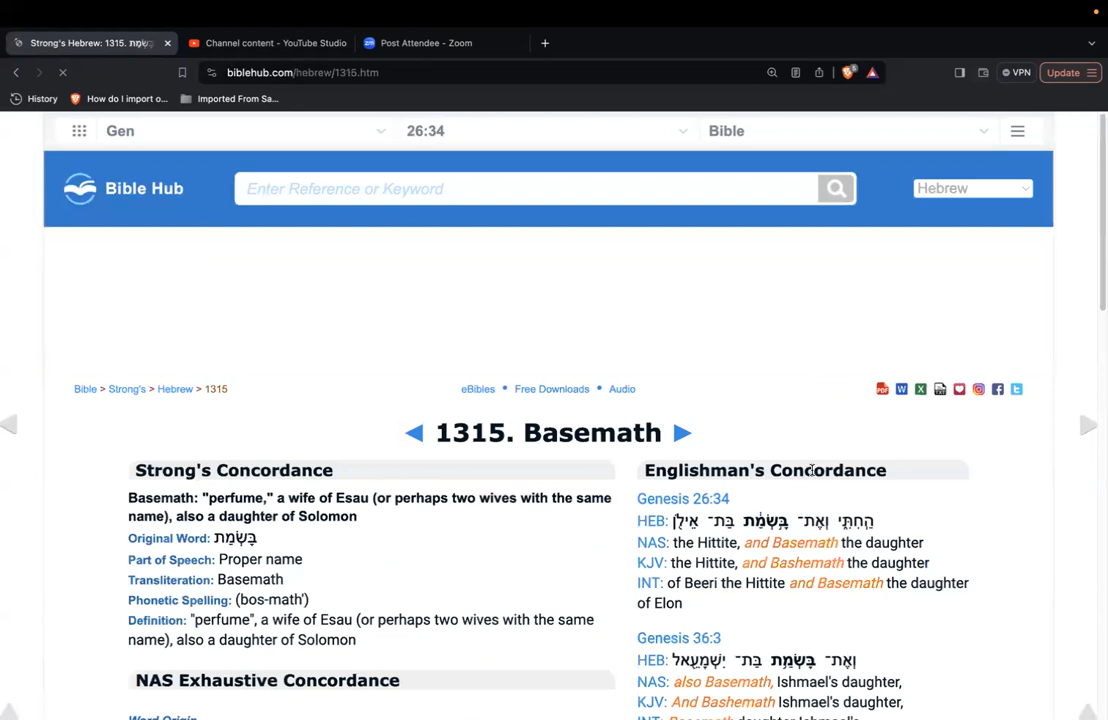 Strong's Hebrew: 1315. בָּשְׂמַת
Channel content - YouTube Studio
Post Attendee - Zoom
biblehub.com/hebrew/1315.htm
6
VPN
Update
History
How do I import o...
Imported From Sa...
Gen
26:34
Bible
Bible Hub
Enter Reference or Keyword
Hebrew
Bible > Strong's > Hebrew > 1315
eBibles • Free Downloads • Audio
◄ 1315. Basemath ►
Strong's Concordance
Basemath: "perfume," a wife of Esau (or perhaps two wives with the same
name), also a daughter of Solomon
Original Word: בָּשְׂמַת
Part of Speech: Proper name
Transliteration: Basemath
Phonetic Spelling: (bos-math')
Definition: "perfume", a wife of Esau (or perhaps two wives with the same
name), also a daughter of Solomon
NAS Exhaustive Concordance
Word Origin
Englishman's Concordance
Genesis 26:34
HEB: הַֽחִתִּ֑י וְאֶת־ בָּ֣שְׂמַ֔ת בַּת־ אֵילֹ֖ן
NAS: the Hittite, and Basemath the daughter
KJV: the Hittite, and Bashemath the daughter
INT: of Beeri the Hittite and Basemath the daughter
of Elon
Genesis 36:3
HEB: וְאֶת־ בָּשְׂמַ֥ת בַּת־ יִשְׁמָעֵ֖אל
NAS: also Basemath, Ishmael's daughter,
KJV: And Bashemath Ishmael's daughter,
INT: Basemath daughter Ishmael's